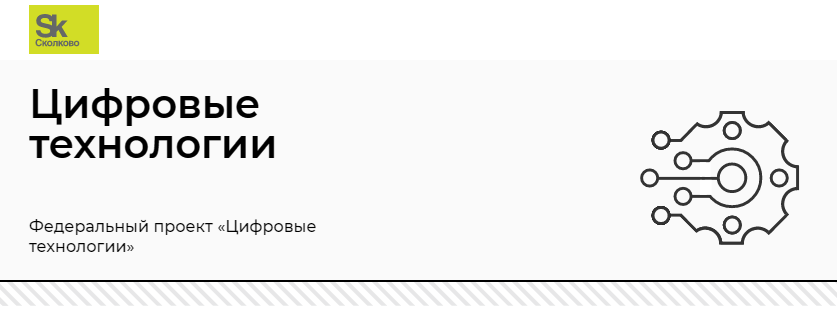 Sk
Сколково
Цифровые
технологии
Федеральный проект «Цифровые
технологии»